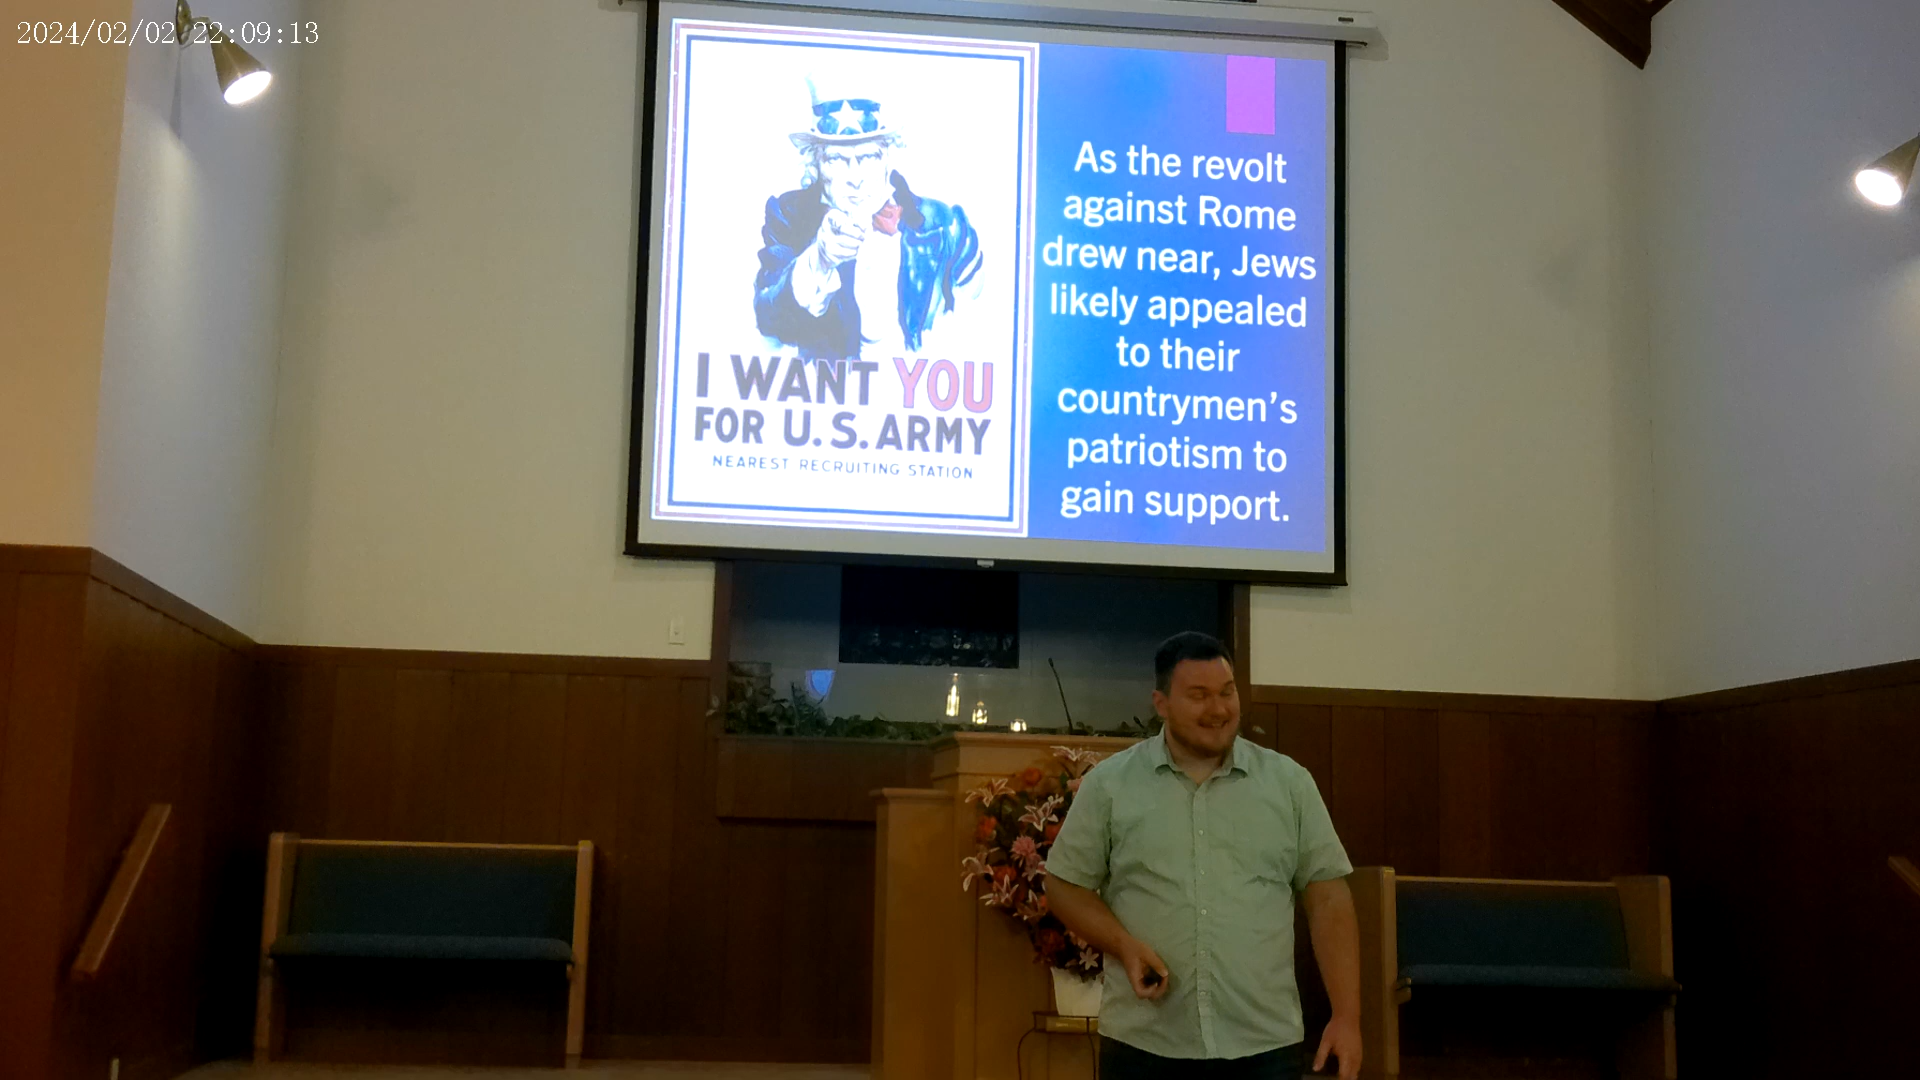 2024/02/02 22:09:13
I WANT YOU
FOR U.S. ARMY
NEAREST RECRUITING STATION
As the revolt
against Rome
drew near, Jews
likely appealed
to their
countrymen's
patriotism to
gain support.